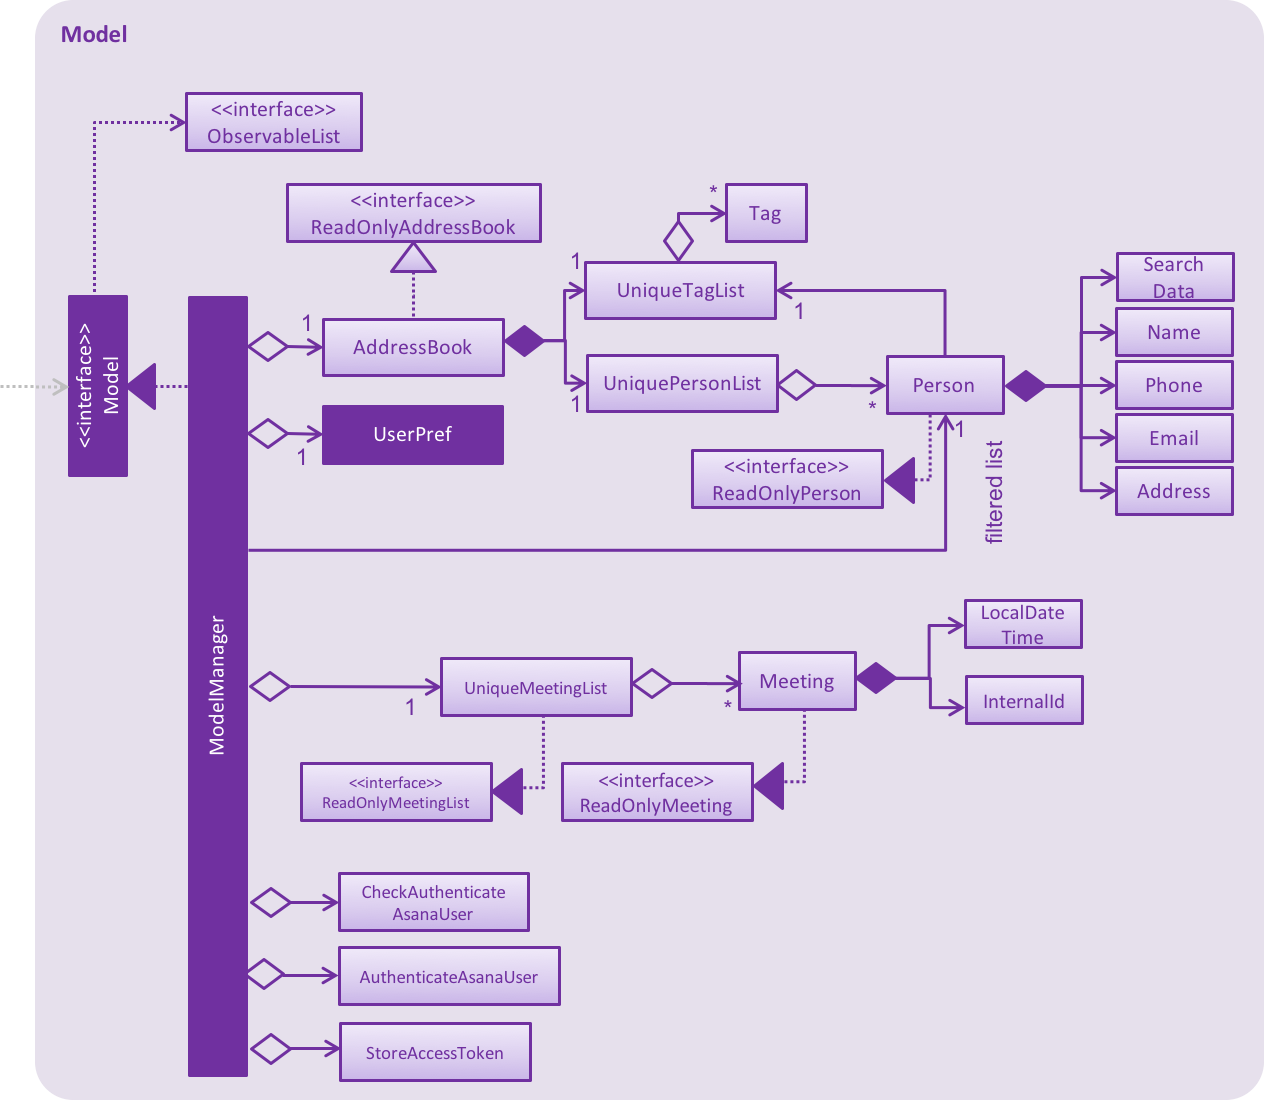 Model
<<interface>>
ObservableList
<<interface>>
ReadOnlyAddressBook
*
Tag
1
UniqueTagList
1
Search
Data
Name
Phone
Email
Address
<<interface>>
Model
1
AddressBook
1
UniquePersonList
*
Person
1
filtered list
1
UserPref
<<interface>>
ReadOnlyPerson
ModelManager
1
UniqueMeetingList
*
Meeting
LocalDate
Time
InternalId
<<interface>>
ReadOnlyMeetingList
<<interface>>
ReadOnlyMeeting
CheckAuthenticate
AsanaUser
AuthenticateAsanaUser
StoreAccessToken